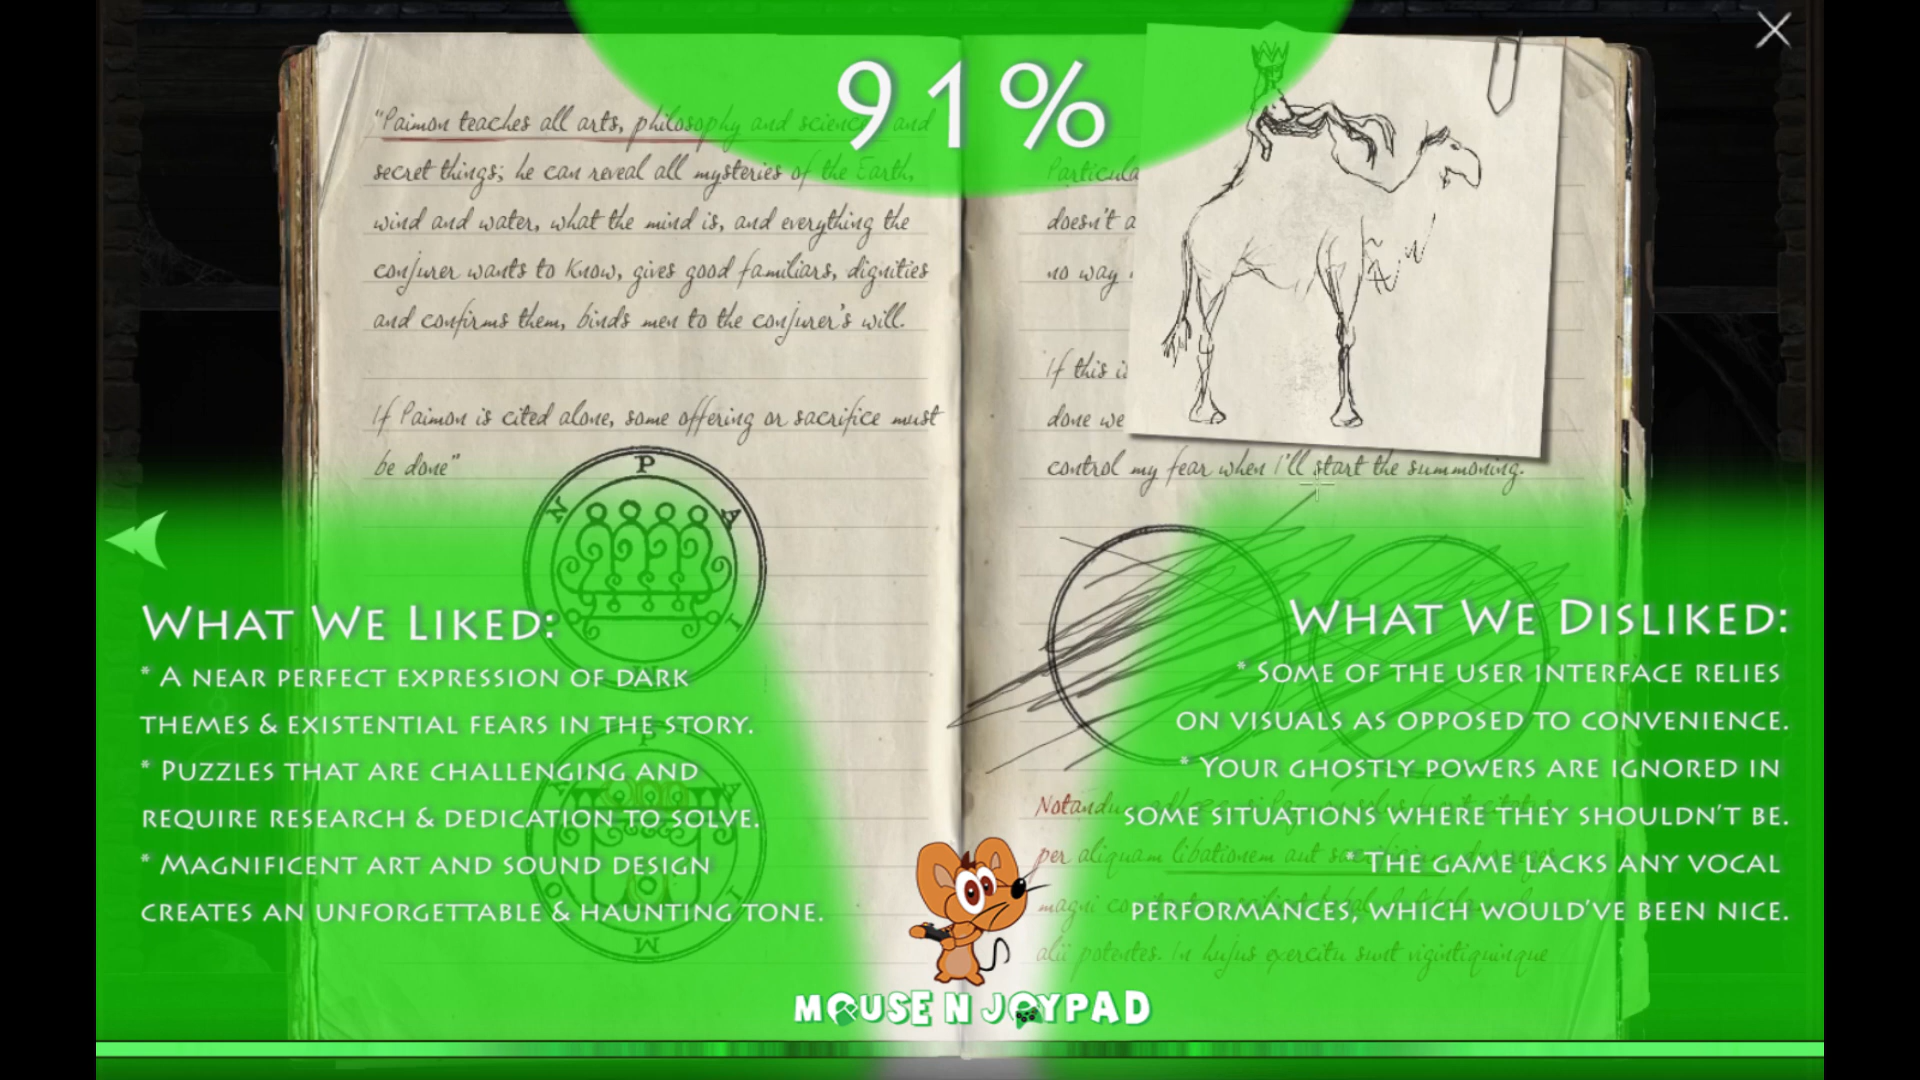 91%
"Paimon teaches all arts, philosophy and science and
secret things; he can reveal all mysteries of the Earth,
wind and water, what the mind is, and everything the
conjurer wants to know, gives good familiars, dignities
and confirms them, binds men to the conjurer's will.
If Paimon is cited alone, some offering or sacrifice must
be done"
P
A
I
M
O
N
Particula
doesn't a
no way
If this i
done we
control my fear when I'll start the summoning.
What We Liked:
* A near perfect expression of dark
themes & existential fears in the story.
* Puzzles that are challenging and
require research & dedication to solve.
* Magnificent art and sound design
creates an unforgettable & haunting tone.
What We Disliked:
* Some of the user interface relies
on visuals as opposed to convenience.
* Your ghostly powers are ignored in
some situations where they shouldn't be.
* The game lacks any vocal
performances, which would've been nice.
per aliquam libationem aut
magni
alii potentes. In hujus exercitu sunt vigintiquinque
MOUSE N JOYPAD